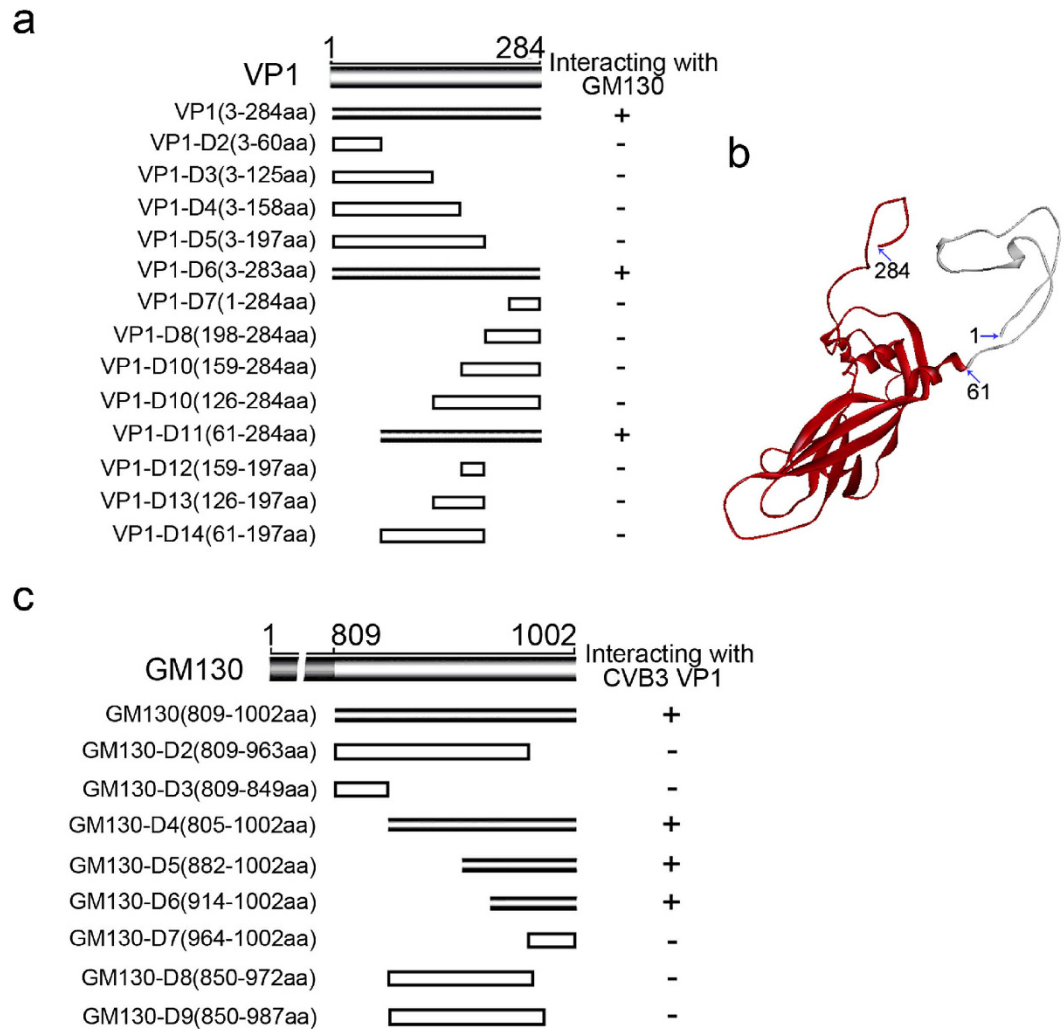 a
1 284
VP1 Interacting with GM130
VP1(3-284aa) +
VP1-D2(3-60aa) -
VP1-D3(3-125aa) -
VP1-D4(3-158aa) -
VP1-D5(3-197aa) -
VP1-D6(3-283aa) +
VP1-D7(1-284aa) -
VP1-D8(198-284aa) -
VP1-D10(159-284aa) -
VP1-D10(126-284aa) -
VP1-D11(61-284aa) +
VP1-D12(159-197aa) -
VP1-D13(126-197aa) -
VP1-D14(61-197aa) -
b
284
1
61
c
1 809 1002
GM130 Interacting with CVB3 VP1
GM130(809-1002aa) +
GM130-D2(809-963aa) -
GM130-D3(809-849aa) -
GM130-D4(805-1002aa) +
GM130-D5(882-1002aa) +
GM130-D6(914-1002aa) +
GM130-D7(964-1002aa) -
GM130-D8(850-972aa) -
GM130-D9(850-987aa) -